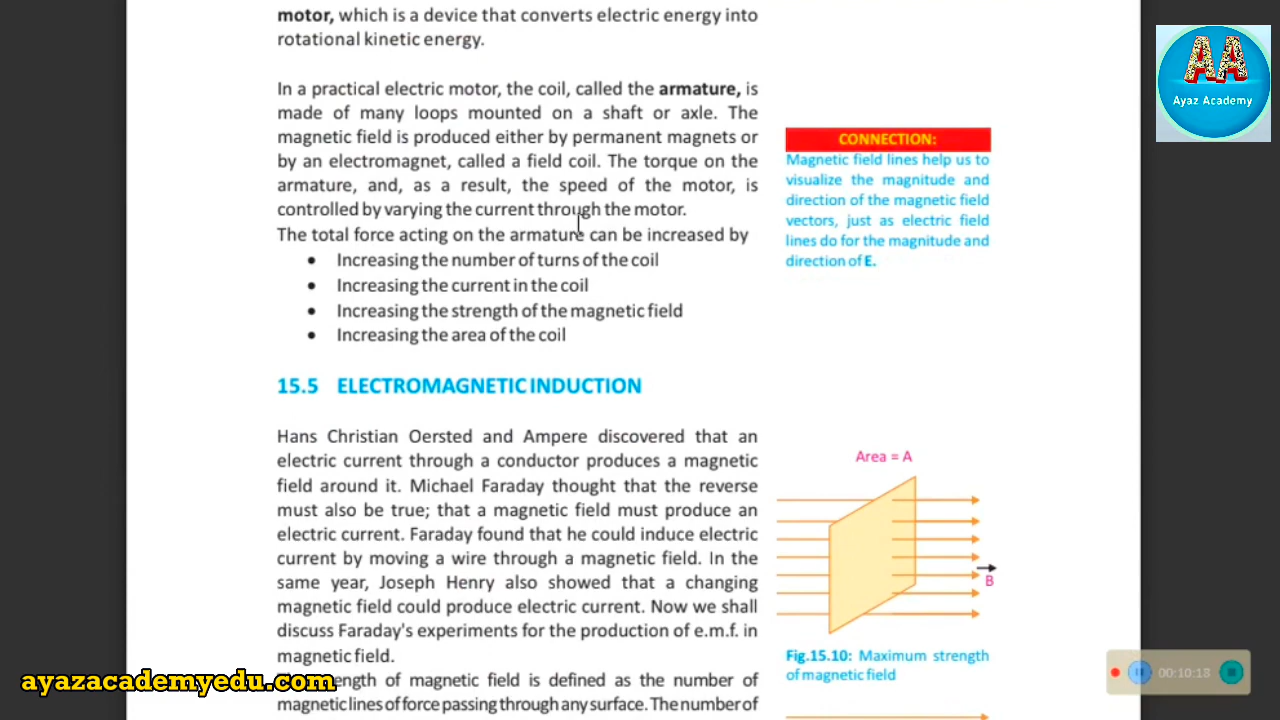 motor, which is a device that converts electric energy into
rotational kinetic energy.
In a practical electric motor, the coil, called the armature, is
made of many loops mounted on a shaft or axle. The
magnetic field is produced either by permanent magnets or
by an electromagnet, called a field coil. The torque on the
armature, and, as a result, the speed of the motor, is
controlled by varying the current through the motor.
The total force acting on the armature can be increased by
• Increasing the number of turns of the coil
• Increasing the current in the coil
• Increasing the strength of the magnetic field
• Increasing the area of the coil
15.5 ELECTROMAGNETIC INDUCTION
Hans Christian Oersted and Ampere discovered that an
electric current through a conductor produces a magnetic
field around it. Michael Faraday thought that the reverse
must also be true; that a magnetic field must produce an
electric current. Faraday found that he could induce electric
current by moving a wire through a magnetic field. In the
same year, Joseph Henry also showed that a changing
magnetic field could produce electric current. Now we shall
discuss Faraday's experiments for the production of e.m.f. in
magnetic field.
ength of magnetic field is defined as the number of
magnetic lines of force passing through any surface. The number of
CONNECTION:
Magnetic field lines help us to
visualize the magnitude and
direction of the magnetic field
vectors, just as electric field
lines do for the magnitude and
direction of E.
Area = A
B
Fig.15.10: Maximum strength
of magnetic field
AA
Ayaz Academy
ayazacademyedu.com
00:10:18